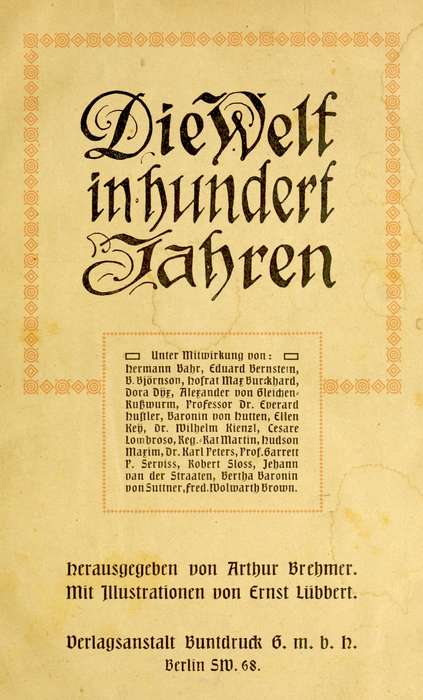 Die Welt
in hundert
Jahren
Unter Mitwirkung von:
Hermann Bahr, Eduard Bernstein,
B. Björnson, Hofrat Max Burckhard,
Dora Dyx, Alexander von Gleichen-
Rußwurm, Professor Dr. Everard
Hustler, Baronin von Hutten, Ellen
Key, Dr. Wilhelm Kienzl, Cesare
Lombroso, Reg.-Rat Martin, Hudson
Maxim, Dr. Karl Peters, Prof. Garrett
P. Serviss, Robert Sloss, Jehann
van der Straaten, Bertha Baronin
von Suttner, Fred. Wolwarth Brown.
Herausgegeben von Arthur Brehmer.
Mit Illustrationen von Ernst Lübbert.
Verlagsanstalt Buntdruck G. m. b. H.
Berlin SW. 68.